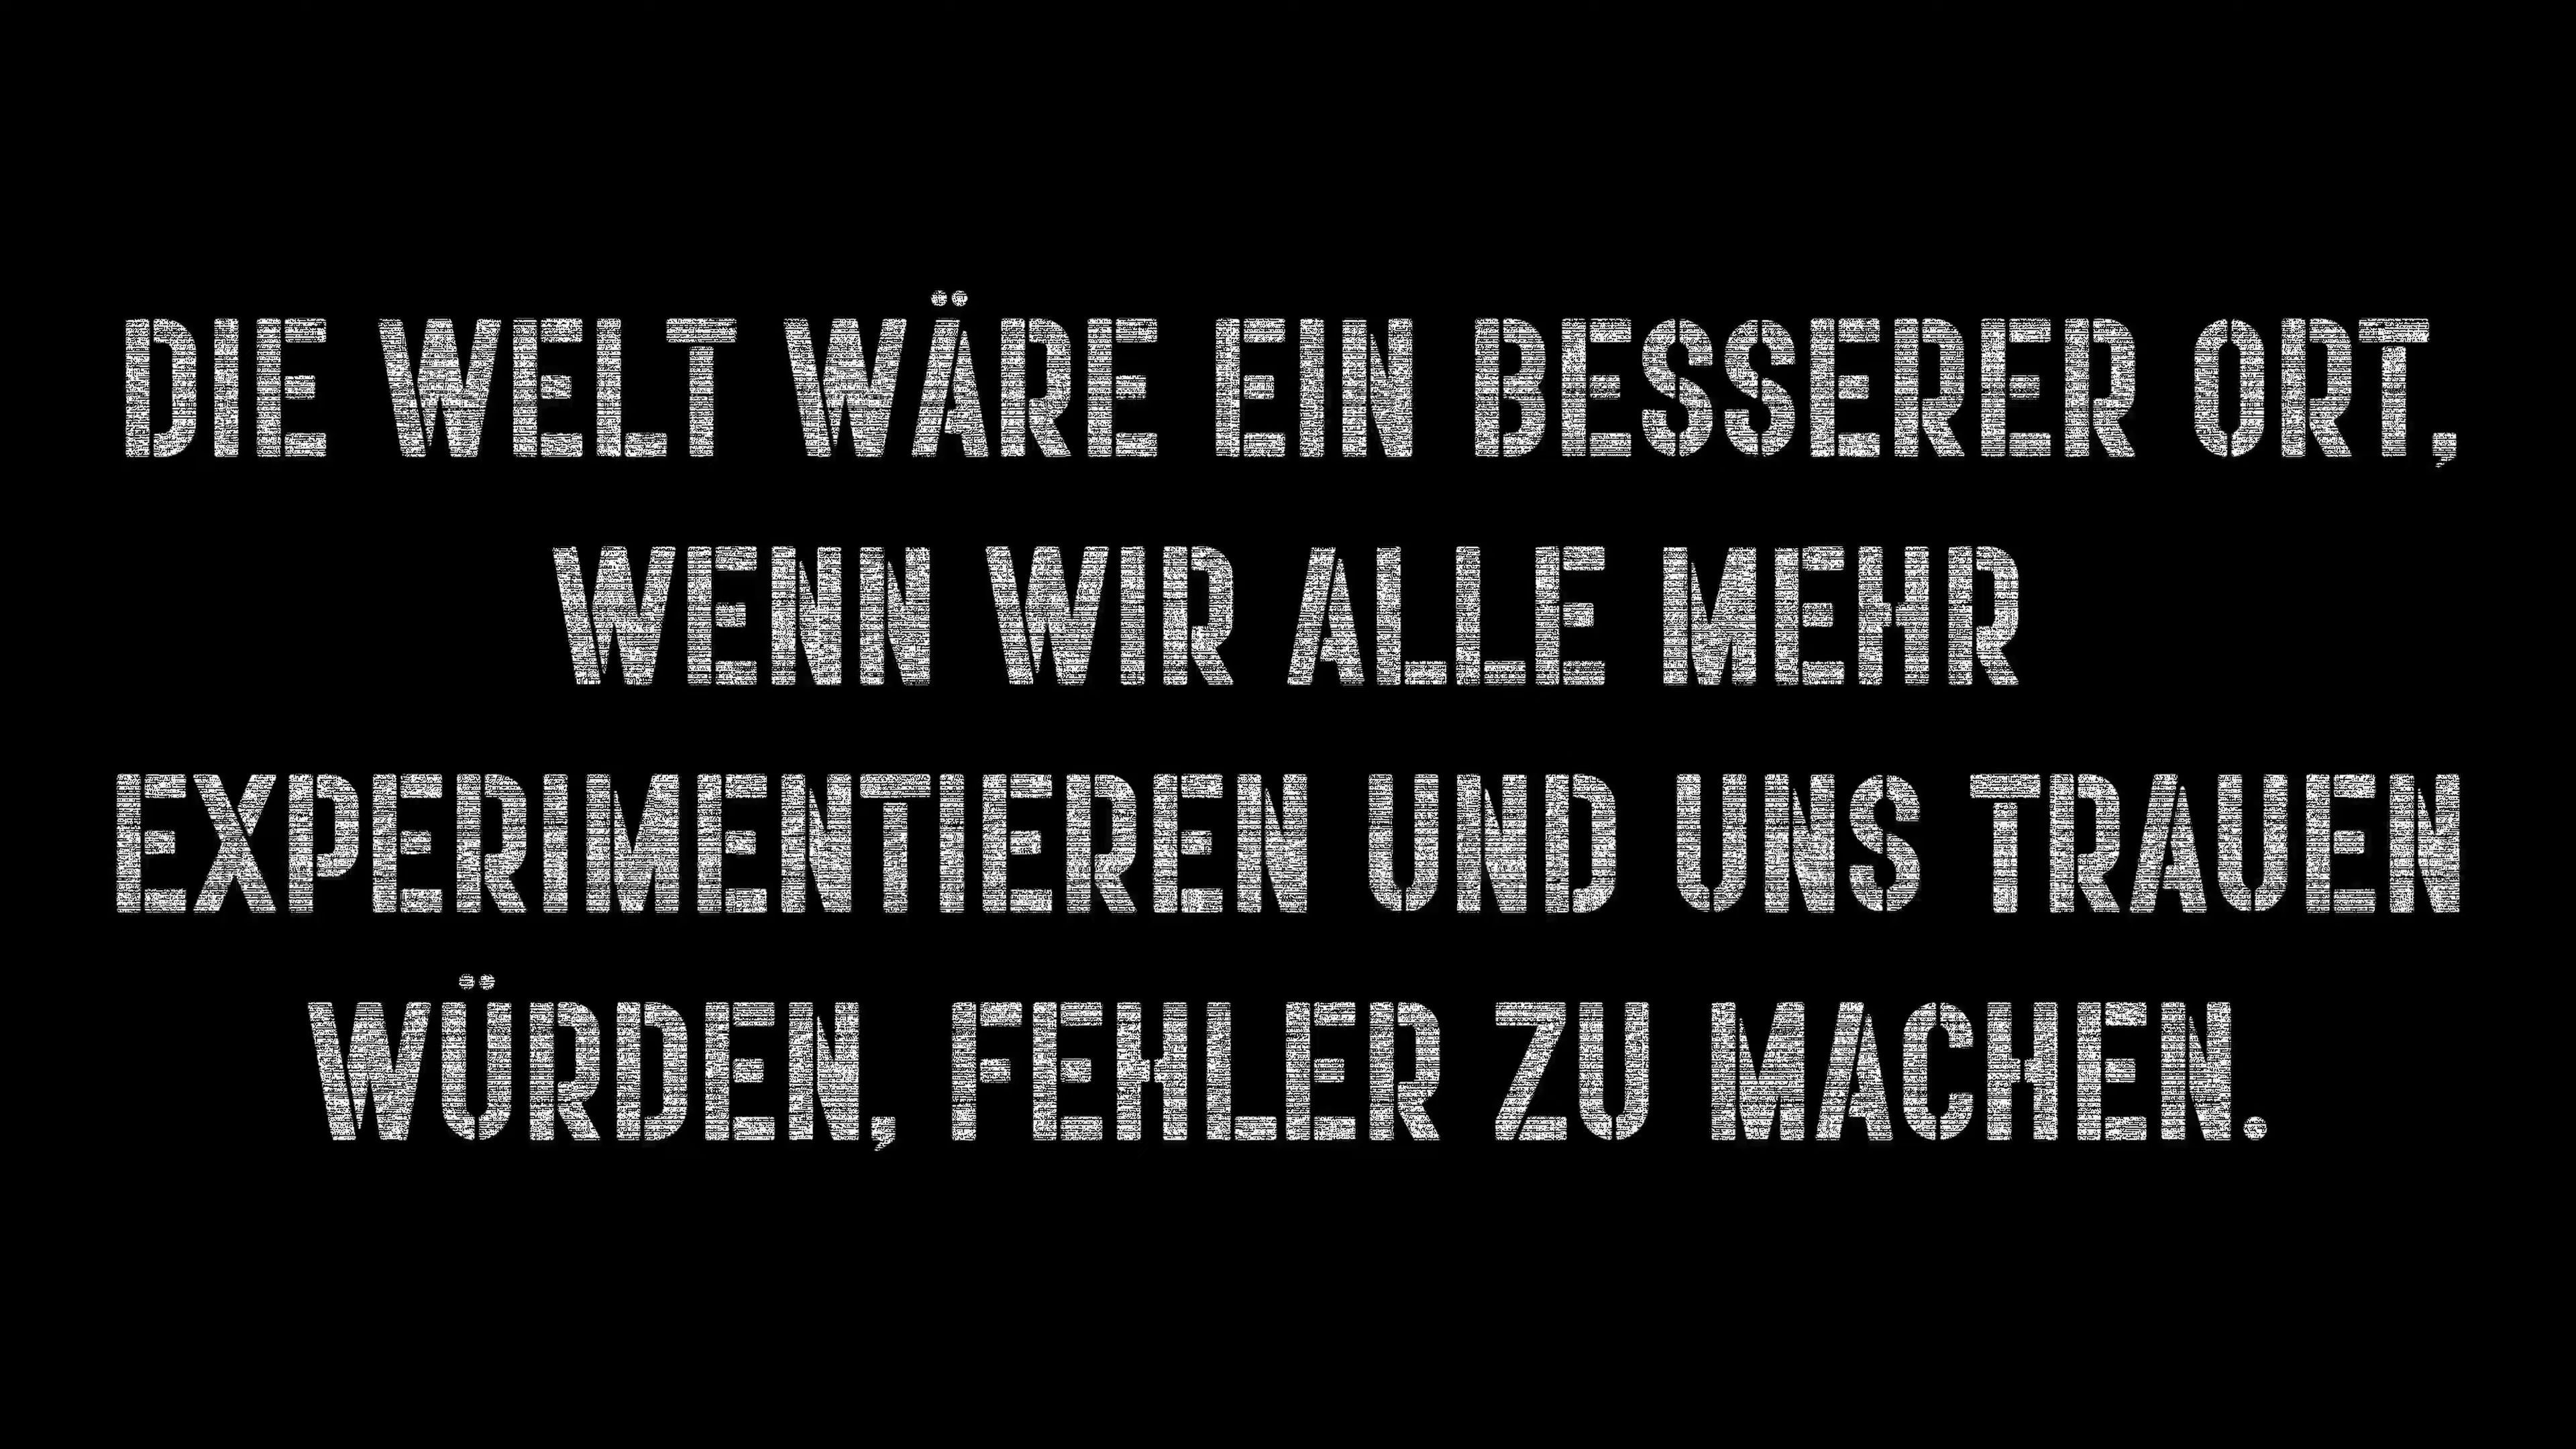 DIE WELT WÄRE EIN BESSERER ORT,
WENN WIR ALLE MEHR
EXPERIMENTIEREN UND UNS TRAUEN
WÜRDEN, FEHLER ZU MACHEN.